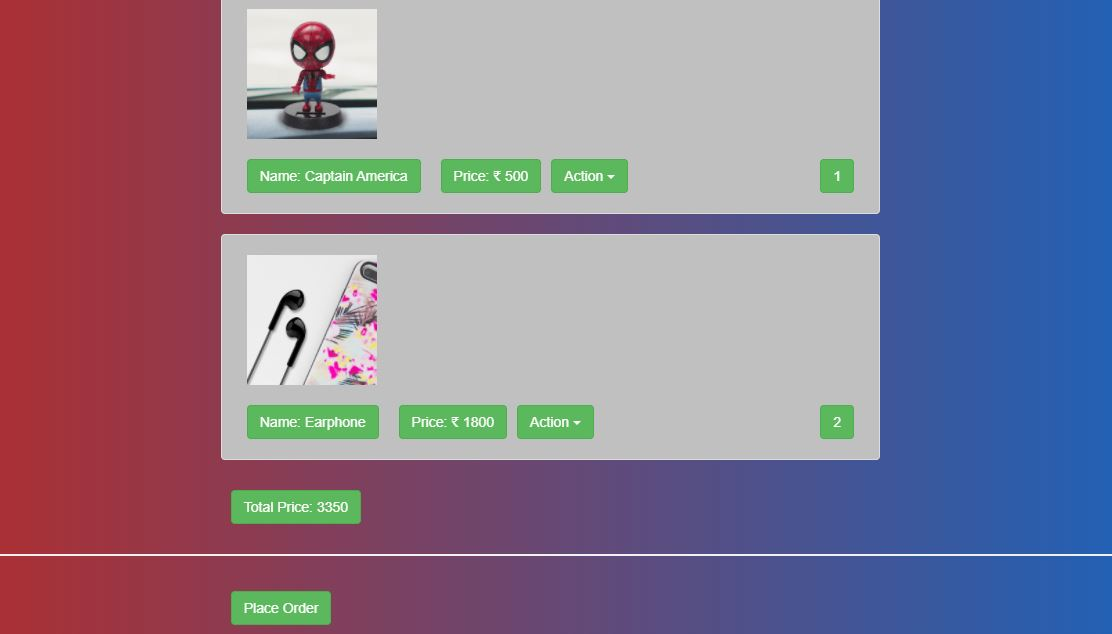 Name: Captain America Price: ₹ 500 Action 1
Name: Earphone Price: ₹ 1800 Action 2
Total Price: 3350
Place Order